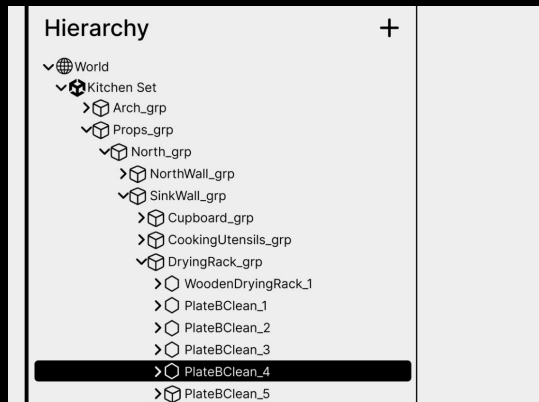 Hierarchy
World
Kitchen Set
Arch_grp
Props_grp
North_grp
NorthWall_grp
SinkWall_grp
Cupboard_grp
CookingUtensils_grp
DryingRack_grp
WoodenDryingRack_1
PlateBClean_1
PlateBClean_2
PlateBClean_3
PlateBClean_4
PlateBClean_5